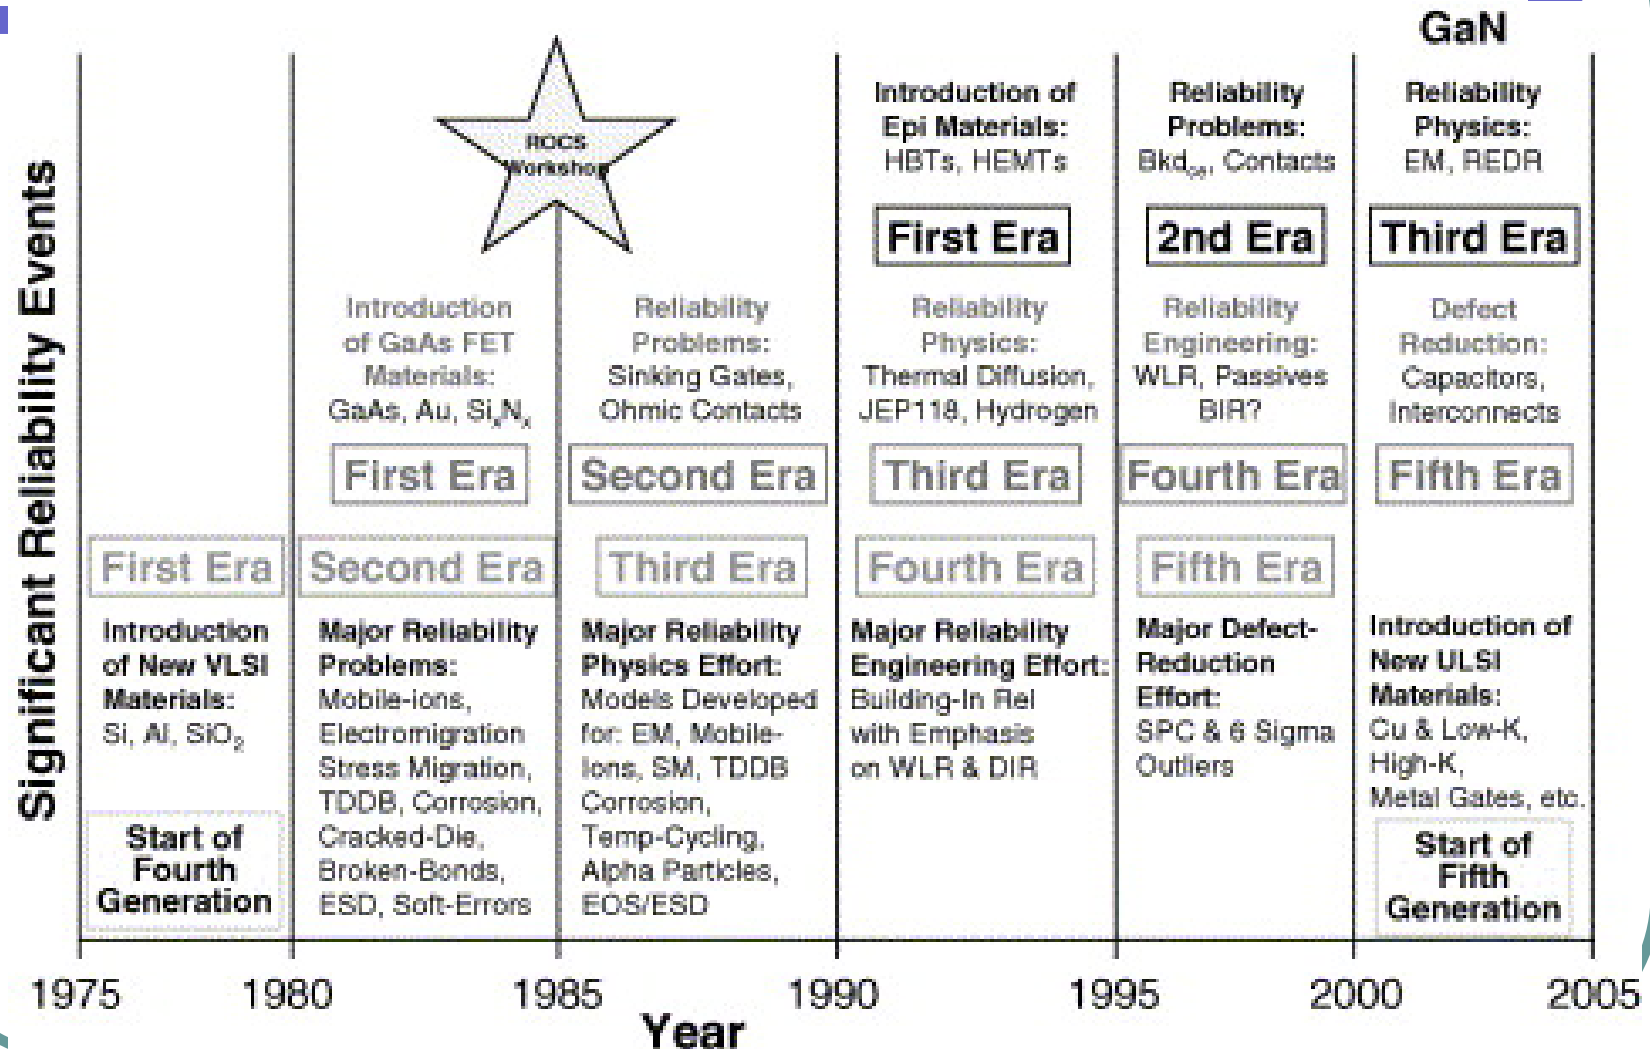 GaN
ROCS
Workshop
Introduction of
Epi Materials:
HBTs, HEMTs
First Era
Reliability
Problems:
Bkd, Contacts
2nd Era
Reliability
Physics:
EM, REDR
Third Era
Introduction
of GaAs FET
Materials:
GaAs, Au, SiₓNₓ
First Era
Reliability
Problems:
Sinking Gates,
Ohmic Contacts
Second Era
Reliability
Physics:
Thermal Diffusion,
JEP118, Hydrogen
Third Era
Reliability
Engineering:
WLR, Passives
BIR?
Fourth Era
Defect
Reduction:
Capacitors,
Interconnects
Fifth Era
First Era
Introduction
of New VLSI
Materials:
Si, Al, SiO₂
Start of
Fourth
Generation
Second Era
Major Reliability
Problems:
Mobile-ions,
Electromigration
Stress Migration,
TDDB, Corrosion,
Cracked-Die,
Broken-Bonds,
ESD, Soft-Errors
Third Era
Major Reliability
Physics Effort:
Models Developed
for: EM, Mobile-
Ions, SM, TDDB
Corrosion,
Temp-Cycling,
Alpha Particles,
EOS/ESD
Fourth Era
Major Reliability
Engineering Effort:
Building-In Rel
with Emphasis
on WLR & DIR
Fifth Era
Major Defect-
Reduction
Effort:
SPC & 6 Sigma
Outliers
Introduction of
New ULSI
Materials:
Cu & Low-K,
High-K,
Metal Gates, etc.
Start of
Fifth
Generation
Significant Reliability Events
1975 1980 1985 1990 1995 2000 2005
Year